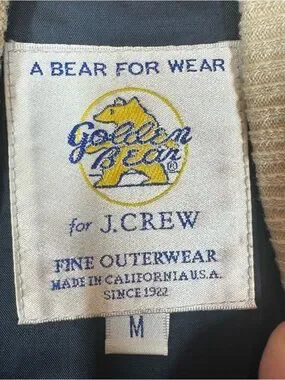 A BEAR FOR WEAR
Golden
Bear®
for J.CREW
FINE OUTERWEAR
MADE IN CALIFORNIA U.S.A.
SINCE 1922
M